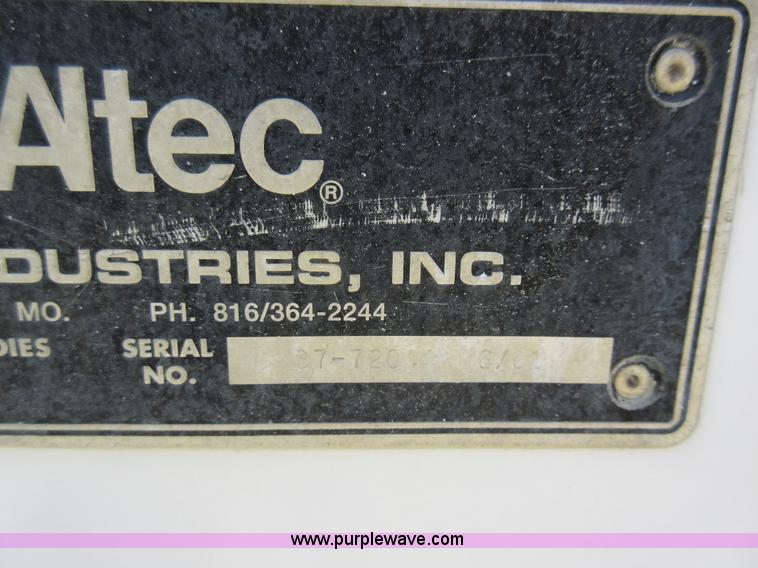 Altec®
DUSTRIES, INC.
MO. PH. 816/364-2244
DIES SERIAL
NO.
www.purplewave.com